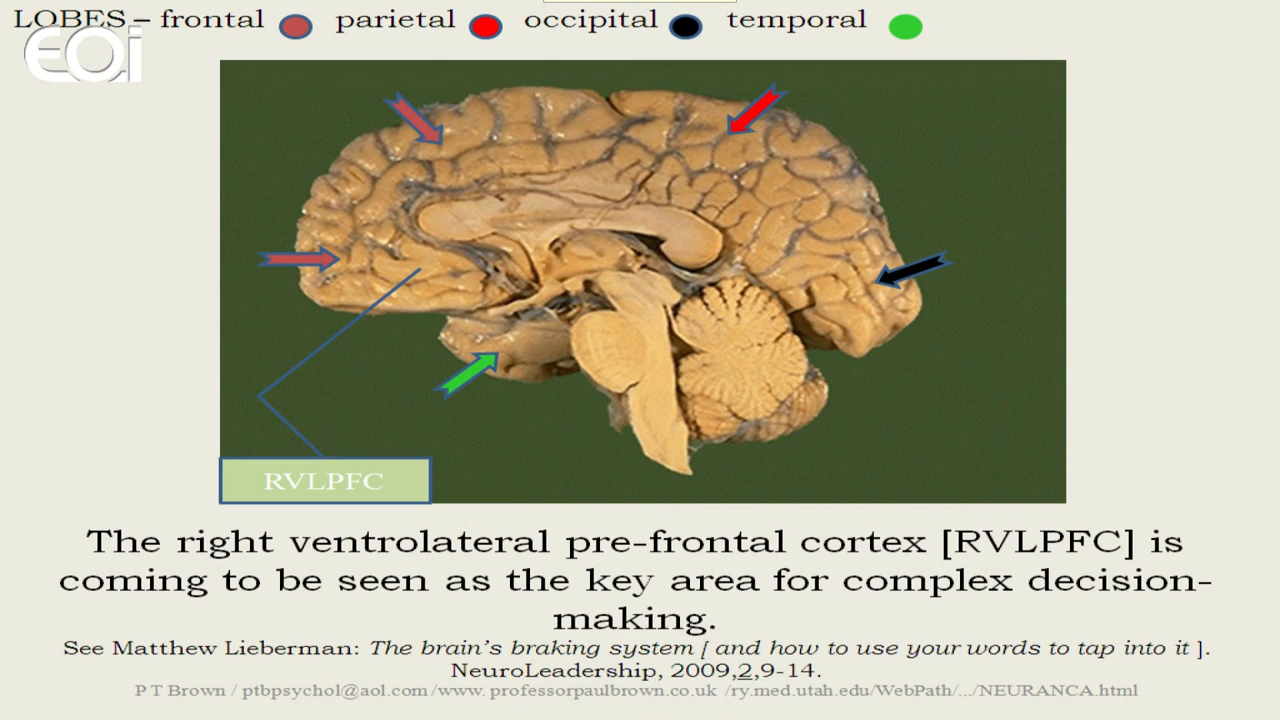 LOBES – frontal parietal occipital temporal
EQi
RVLPFC
The right ventrolateral pre-frontal cortex [RVLPFC] is
coming to be seen as the key area for complex decision-
making.
See Matthew Lieberman: The brain's braking system [ and how to use your words to tap into it ].
NeuroLeadership, 2009,2,9-14.
P T Brown / ptbpsychol@aol.com /www. professorpaulbrown.co.uk /ry.med.utah.edu/WebPath/.../NEURANCA.html